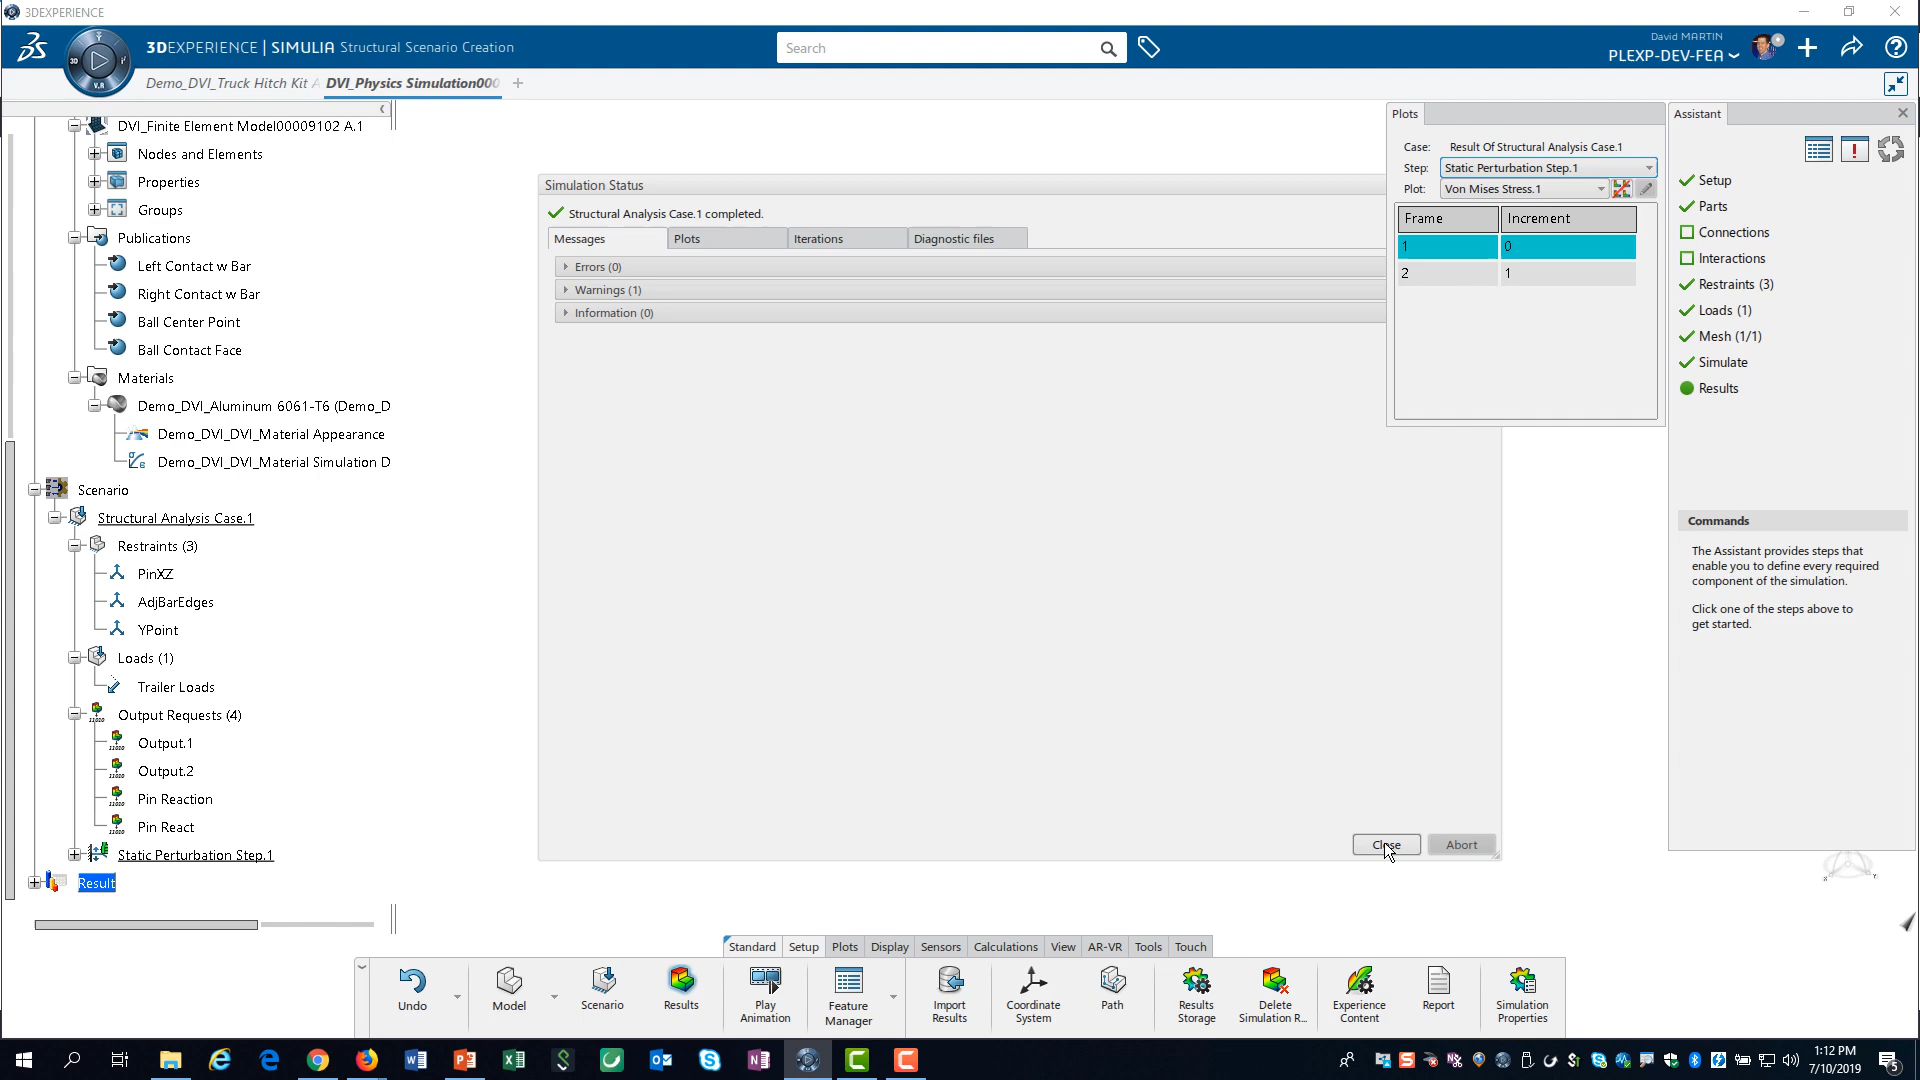 3DEXPERIENCE
3DEXPERIENCE | SIMULIA Structural Scenario Creation
Search
David MARTIN
PLEXP-DEV-FEA
3D
V.R
Demo_DVI_Truck Hitch Kit A
DVI_Physics Simulation000
DVI_Finite Element Model00009102 A.1
Nodes and Elements
Properties
Groups
Publications
Left Contact w Bar
Right Contact w Bar
Ball Center Point
Ball Contact Face
Materials
Demo_DVI_Aluminum 6061-T6 (Demo_D
Demo_DVI_DVI_Material Appearance
Demo_DVI_DVI_Material Simulation D
Scenario
Structural Analysis Case.1
Restraints (3)
PinXZ
AdjBarEdges
YPoint
Loads (1)
Trailer Loads
Output Requests (4)
Output.1
Output.2
Pin Reaction
Pin React
Static Perturbation Step.1
Result
Simulation Status
Structural Analysis Case.1 completed.
Messages
Plots
Iterations
Diagnostic files
Errors (0)
Warnings (1)
Information (0)
Close
Abort
Plots
Case: Result Of Structural Analysis Case.1
Step: Static Perturbation Step.1
Plot: Von Mises Stress.1
Frame Increment
1 0
2 1
Assistant
Setup
Parts
Connections
Interactions
Restraints (3)
Loads (1)
Mesh (1/1)
Simulate
Results
Commands
The Assistant provides steps that
enable you to define every required
component of the simulation.
Click one of the steps above to
get started.
Standard Setup Plots Display Sensors Calculations View AR-VR Tools Touch
Undo
Model
Scenario
Results
Play
Animation
Feature
Manager
Import
Results
Coordinate
System
Path
Results
Storage
Delete
Simulation R...
Experience
Content
Report
Simulation
Properties
1:12 PM
7/10/2019
5